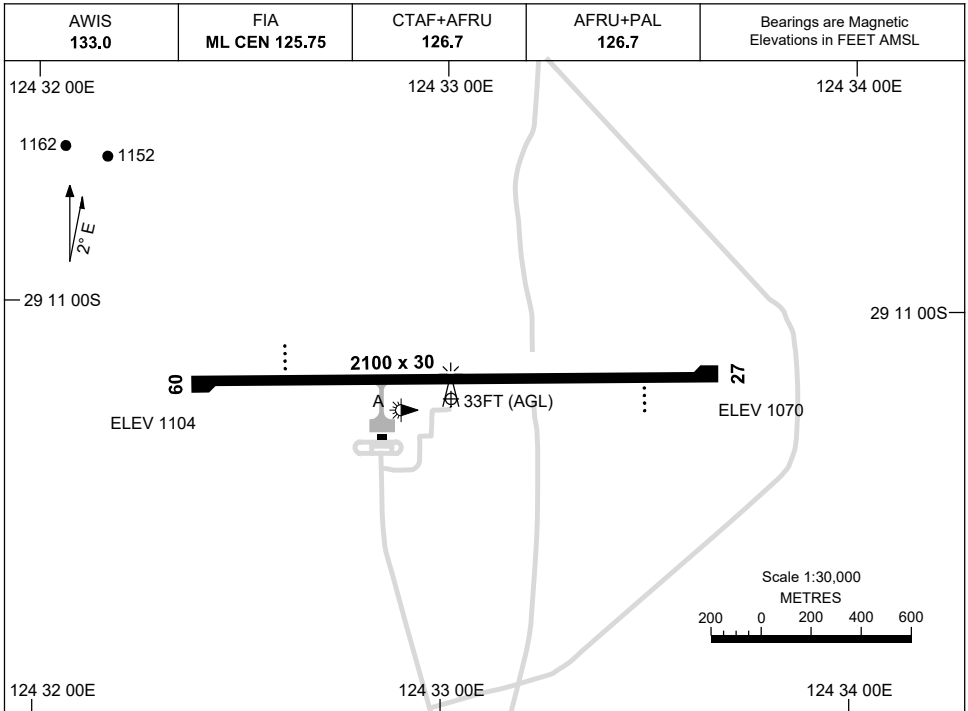 AWIS
133.0
FIA
ML CEN 125.75
CTAF+AFRU
126.7
AFRU+PAL
126.7
Bearings are Magnetic
Elevations in FEET AMSL
124 32 00E
124 33 00E
124 34 00E
1162
1152
2° E
29 11 00S
29 11 00S
2100 x 30
09
27
A
33FT (AGL)
ELEV 1104
ELEV 1070
Scale 1:30,000
METRES
200 0 200 400 600
124 32 00E
124 33 00E
124 34 00E